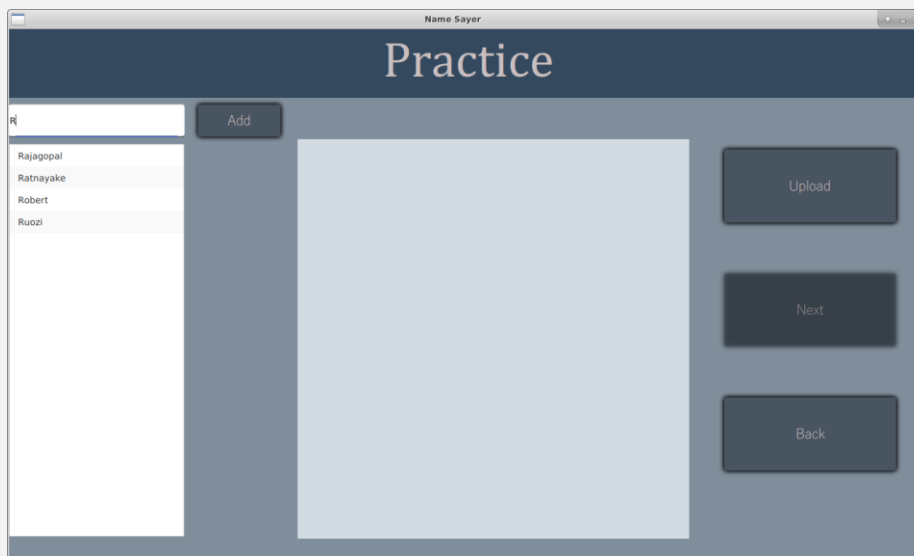 Name Sayer
Practice
R
Add
Rajagopal
Ratnayake
Robert
Ruozi
Upload
Next
Back